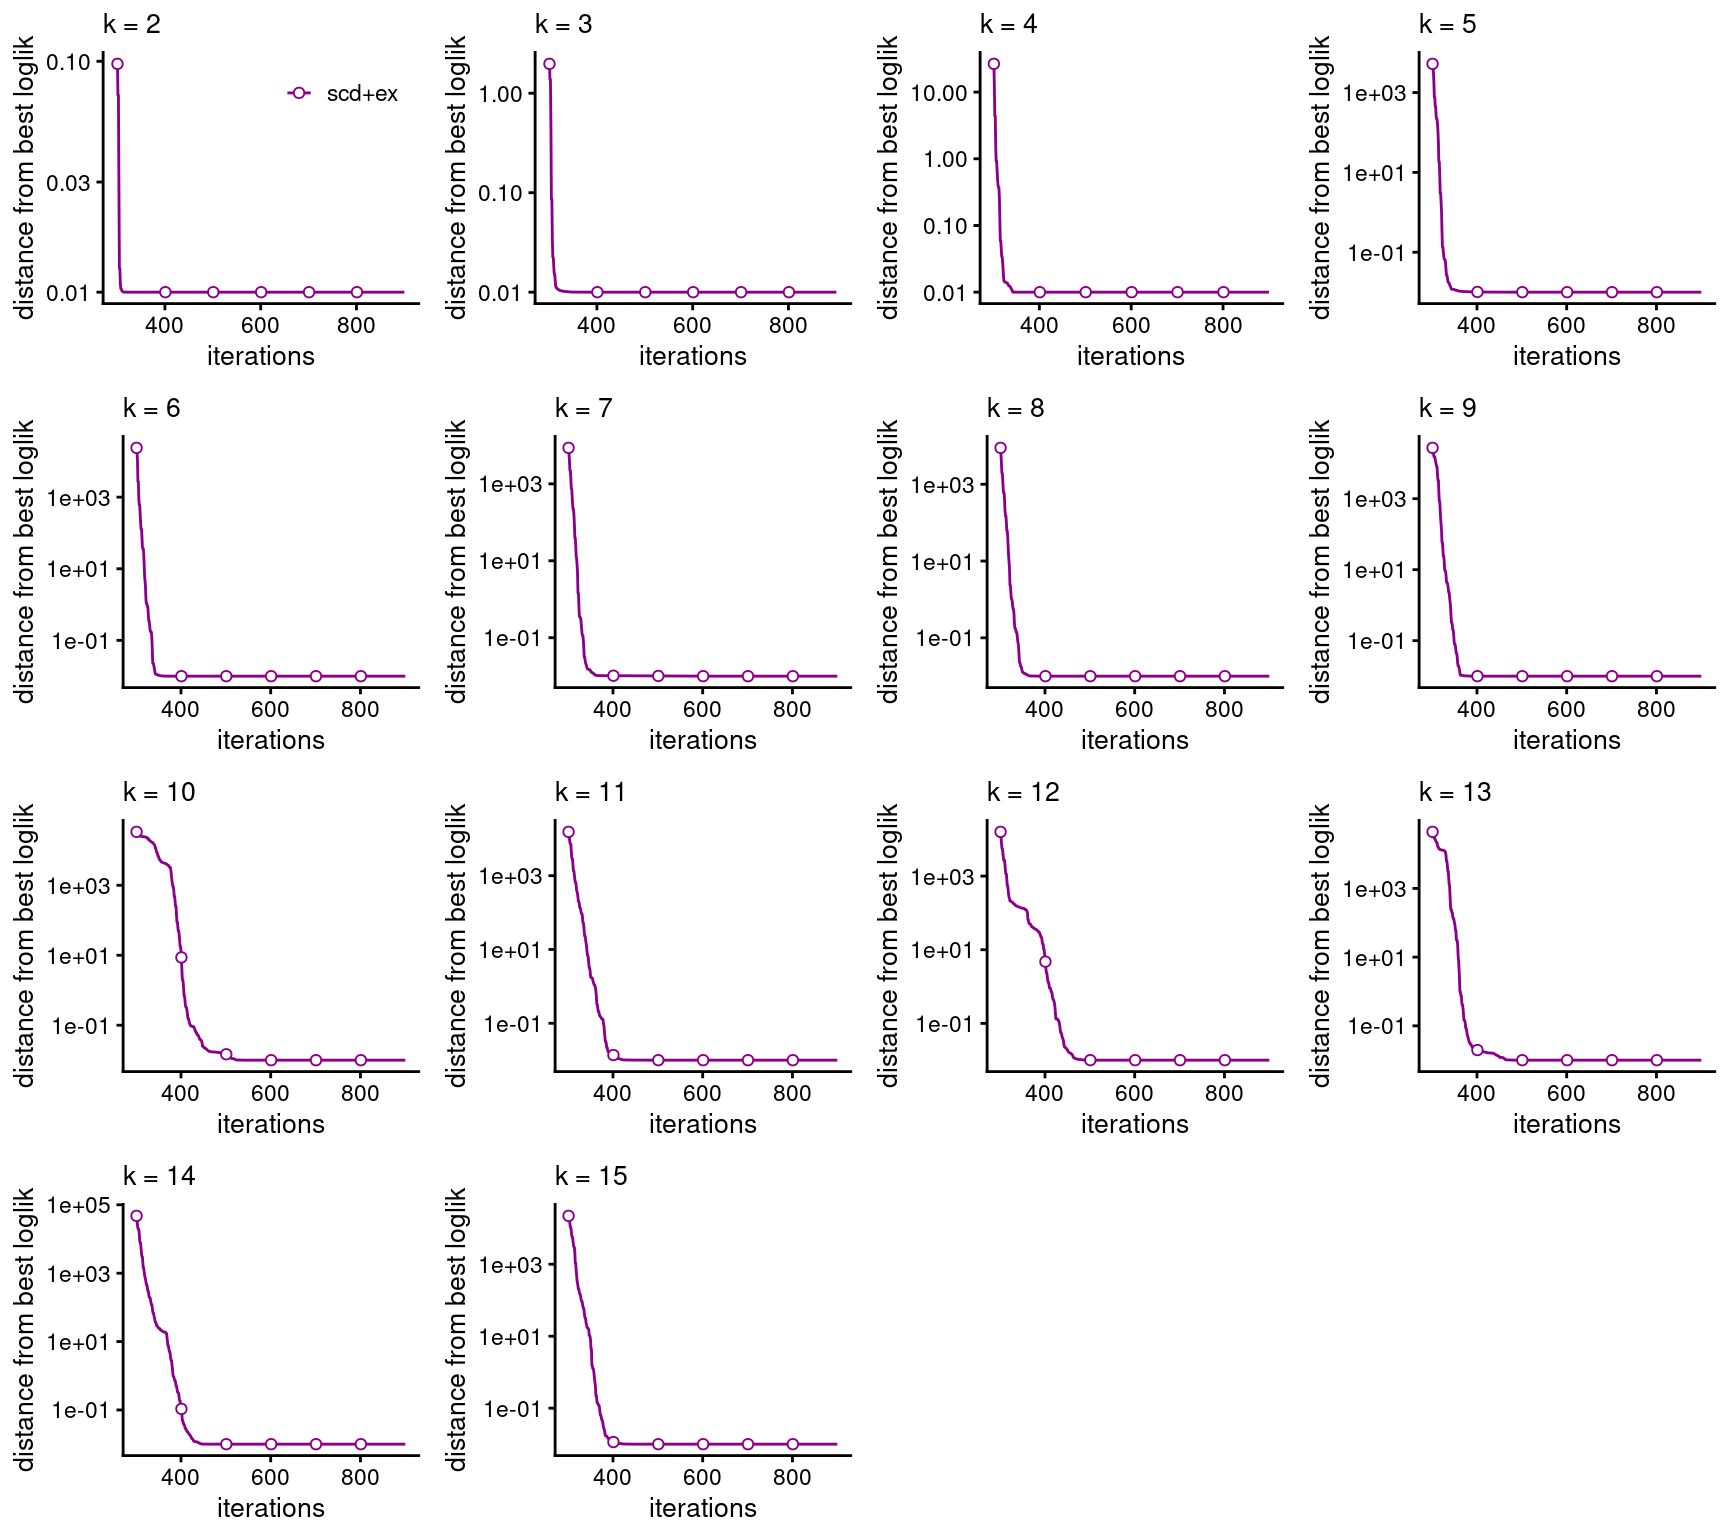 k = 2
distance from best loglik
0.10
0.03
0.01
scd+ex
400 600 800
iterations
k = 3
distance from best loglik
1.00
0.10
0.01
400 600 800
iterations
k = 4
distance from best loglik
10.00
1.00
0.10
0.01
400 600 800
iterations
k = 5
distance from best loglik
1e+03
1e+01
1e-01
400 600 800
iterations
k = 6
distance from best loglik
1e+03
1e+01
1e-01
400 600 800
iterations
k = 7
distance from best loglik
1e+03
1e+01
1e-01
400 600 800
iterations
k = 8
distance from best loglik
1e+03
1e+01
1e-01
400 600 800
iterations
k = 9
distance from best loglik
1e+03
1e+01
1e-01
400 600 800
iterations
k = 10
distance from best loglik
1e+03
1e+01
1e-01
400 600 800
iterations
k = 11
distance from best loglik
1e+03
1e+01
1e-01
400 600 800
iterations
k = 12
distance from best loglik
1e+03
1e+01
1e-01
400 600 800
iterations
k = 13
distance from best loglik
1e+03
1e+01
1e-01
400 600 800
iterations
k = 14
distance from best loglik
1e+05
1e+03
1e+01
1e-01
400 600 800
iterations
k = 15
distance from best loglik
1e+03
1e+01
1e-01
400 600 800
iterations